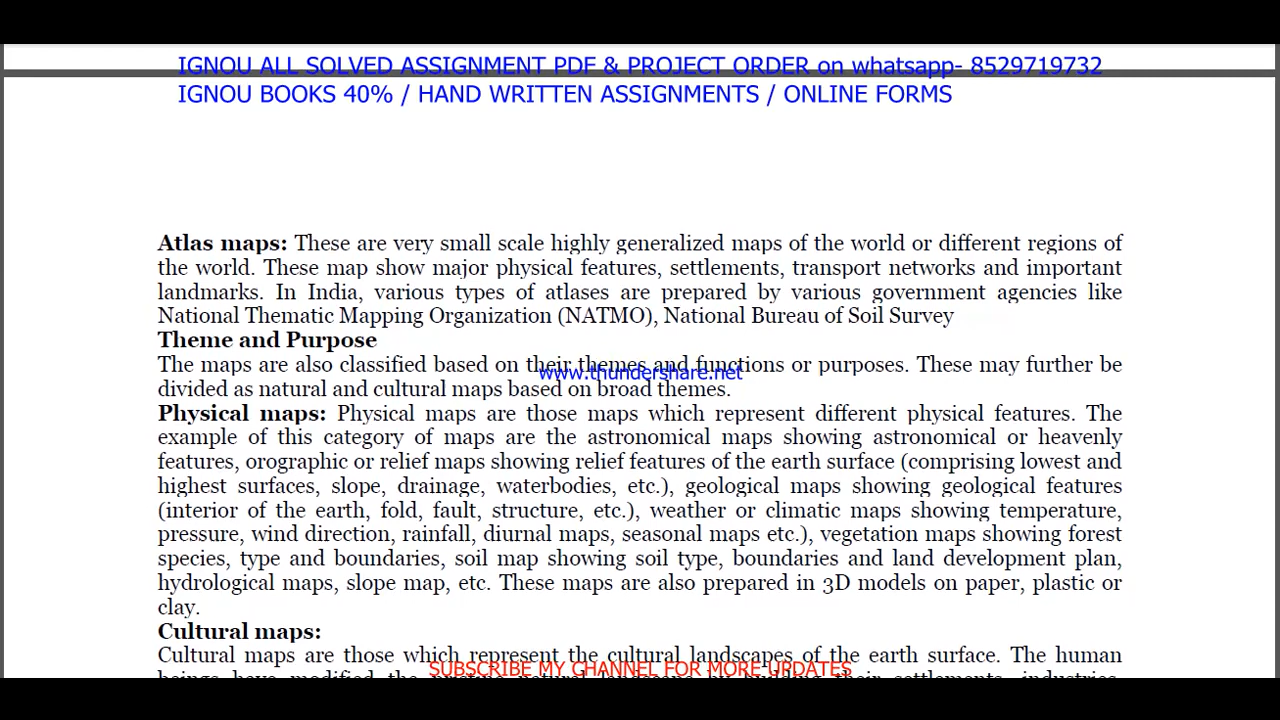 IGNOU ALL SOLVED ASSIGNMENT PDF & PROJECT ORDER on whatsapp- 8529719732
IGNOU BOOKS 40% / HAND WRITTEN ASSIGNMENTS / ONLINE FORMS
Atlas maps: These are very small scale highly generalized maps of the world or different regions of
the world. These map show major physical features, settlements, transport networks and important
landmarks. In India, various types of atlases are prepared by various government agencies like
National Thematic Mapping Organization (NATMO), National Bureau of Soil Survey
Theme and Purpose
The maps are also classified based on their themes and functions or purposes. These may further be
www.thundershare.net
divided as natural and cultural maps based on broad themes.
Physical maps: Physical maps are those maps which represent different physical features. The
example of this category of maps are the astronomical maps showing astronomical or heavenly
features, orographic or relief maps showing relief features of the earth surface (comprising lowest and
highest surfaces, slope, drainage, waterbodies, etc.), geological maps showing geological features
(interior of the earth, fold, fault, structure, etc.), weather or climatic maps showing temperature,
pressure, wind direction, rainfall, diurnal maps, seasonal maps etc.), vegetation maps showing forest
species, type and boundaries, soil map showing soil type, boundaries and land development plan,
hydrological maps, slope map, etc. These maps are also prepared in 3D models on paper, plastic or
clay.
Cultural maps:
Cultural maps are those which represent the cultural landscapes of the earth surface. The human
SUBSCRIBE MY CHANNEL FOR MORE UPDATES
beings have modified the